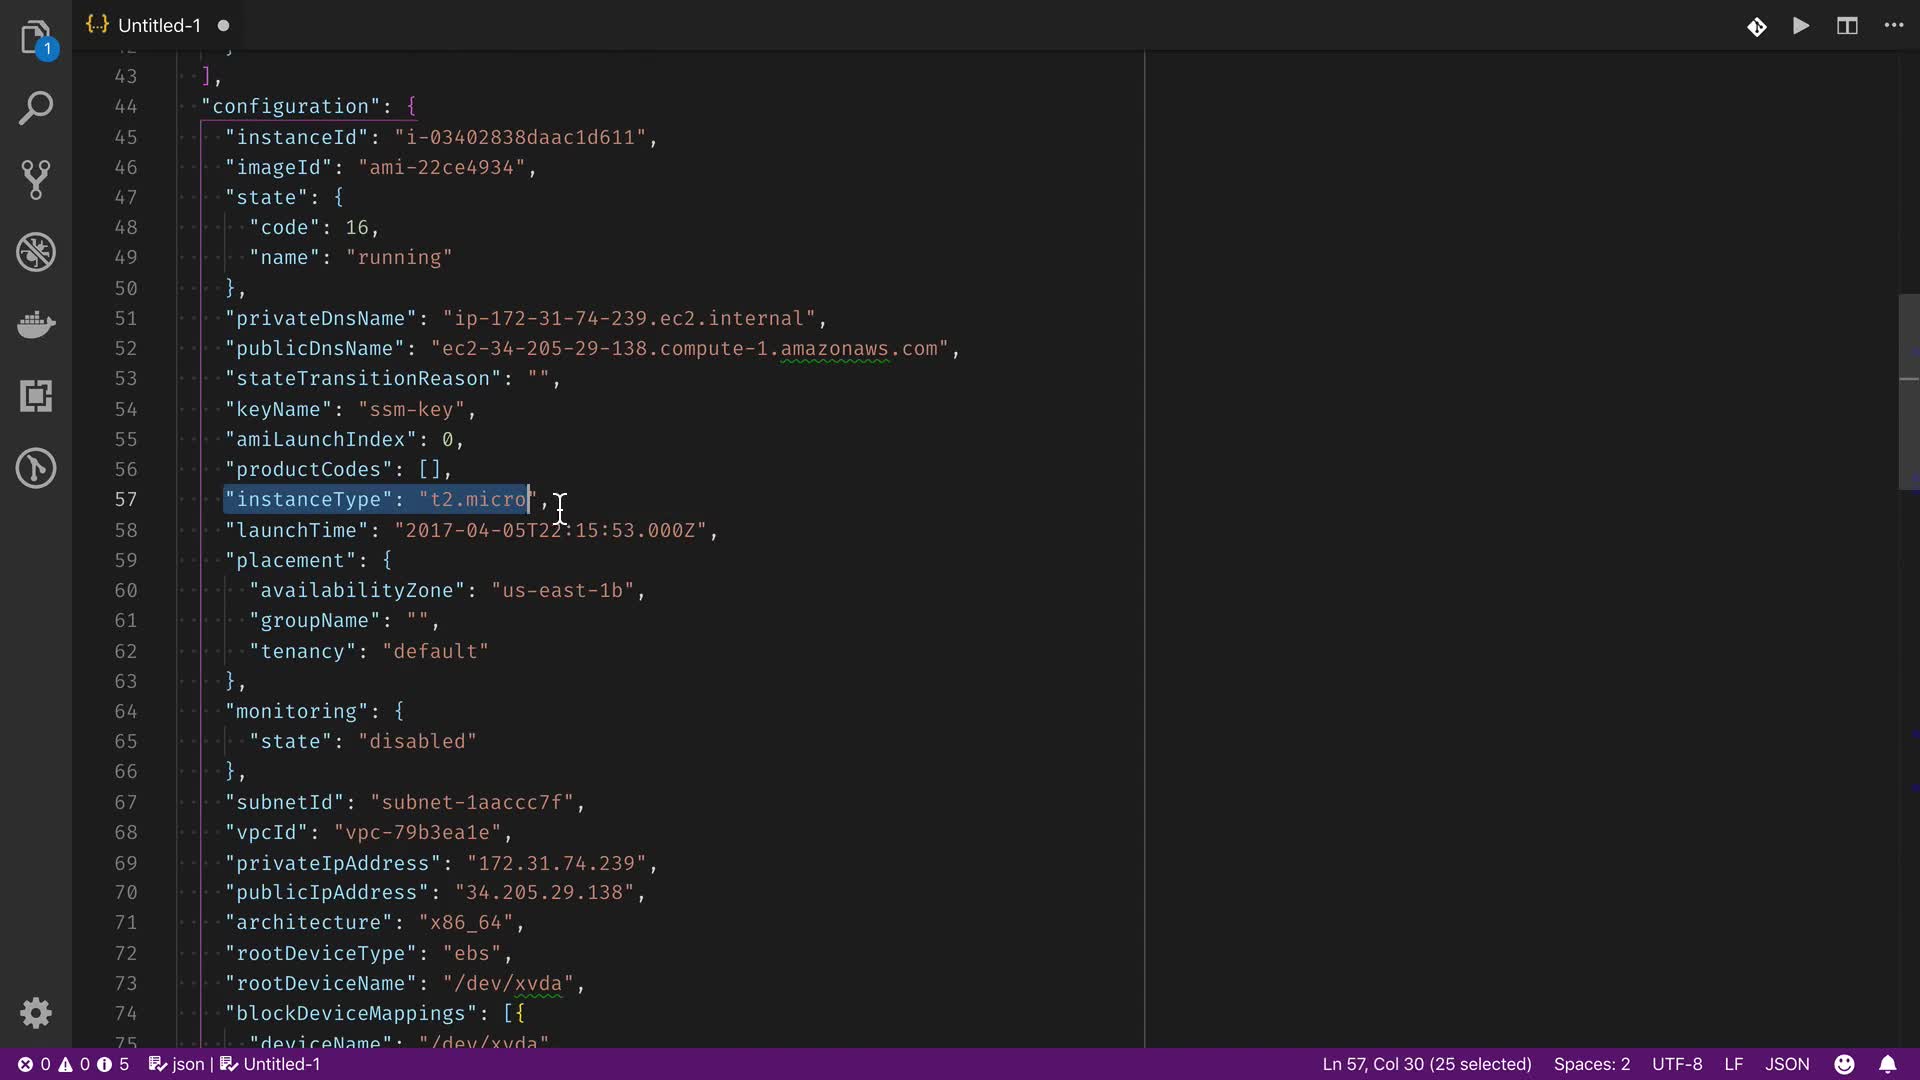 Untitled-1
1
43 ],
44 "configuration": {
45 "instanceId": "i-03402838daac1d611",
46 "imageId": "ami-22ce4934",
47 "state": {
48 "code": 16,
49 "name": "running"
50 },
51 "privateDnsName": "ip-172-31-74-239.ec2.internal",
52 "publicDnsName": "ec2-34-205-29-138.compute-1.amazonaws.com",
53 "stateTransitionReason": "",
54 "keyName": "ssm-key",
55 "amiLaunchIndex": 0,
56 "productCodes": [],
57 "instanceType": "t2.micro",
58 "launchTime": "2017-04-05T22:15:53.000Z",
59 "placement": {
60 "availabilityZone": "us-east-1b",
61 "groupName": "",
62 "tenancy": "default"
63 },
64 "monitoring": {
65 "state": "disabled"
66 },
67 "subnetId": "subnet-1aaccc7f",
68 "vpcId": "vpc-79b3ea1e",
69 "privateIpAddress": "172.31.74.239",
70 "publicIpAddress": "34.205.29.138",
71 "architecture": "x86_64",
72 "rootDeviceType": "ebs",
73 "rootDeviceName": "/dev/xvda",
74 "blockDeviceMappings": [{
75 "deviceName": "/dev/xvda"
0 0 5 json | Untitled-1 Ln 57, Col 30 (25 selected) Spaces: 2 UTF-8 LF JSON